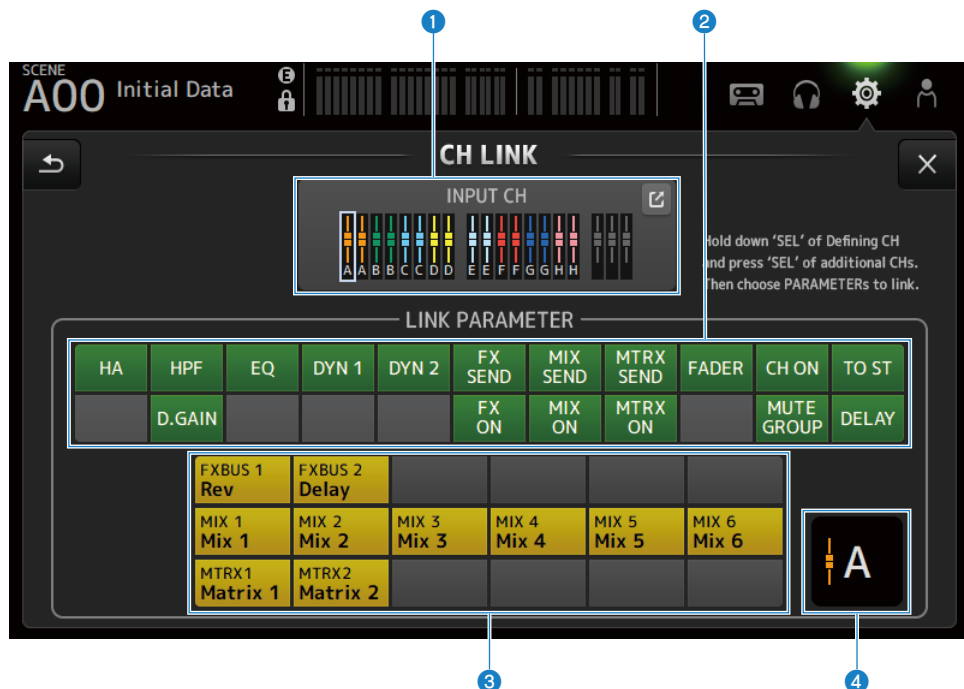 1 2
SCENE
A00 Initial Data E
CH LINK
INPUT CH
A A B B C C D D E E F F G G H H
Hold down 'SEL' of Defining CH
and press 'SEL' of additional CHs.
Then choose PARAMETERs to link.
LINK PARAMETER
HA HPF EQ DYN 1 DYN 2 FX SEND MIX SEND MTRX SEND FADER CH ON TO ST
D.GAIN FX ON MIX ON MTRX ON MUTE GROUP DELAY
FXBUS 1 FXBUS 2
Rev Delay
MIX 1 MIX 2 MIX 3 MIX 4 MIX 5 MIX 6
Mix 1 Mix 2 Mix 3 Mix 4 Mix 5 Mix 6
MTRX1 MTRX2
Matrix 1 Matrix 2
A
3 4